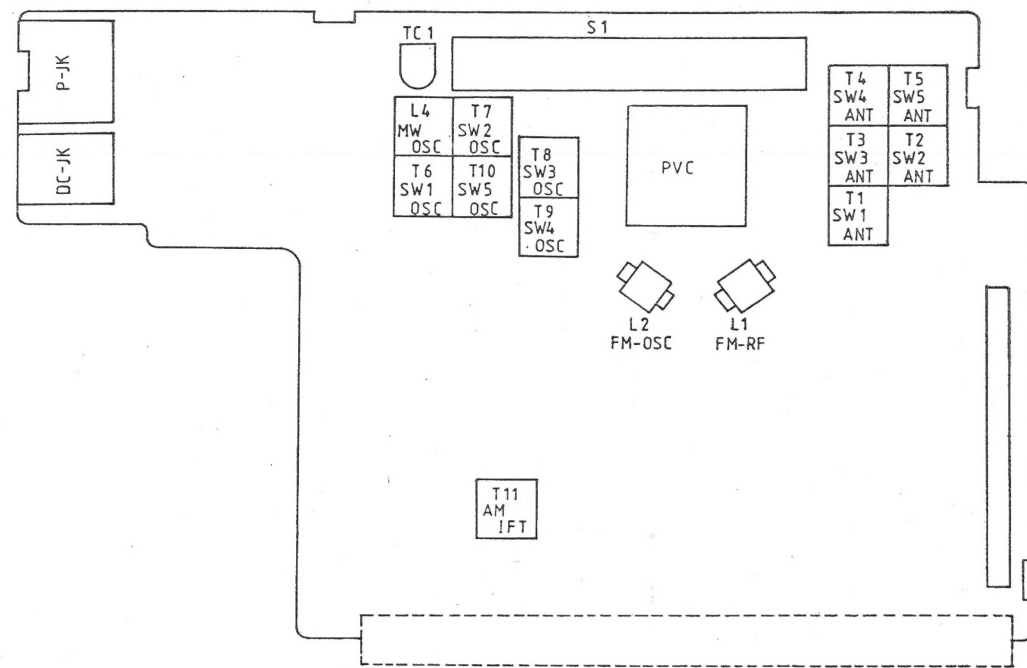 TC 1
S1
P-JK
DC-JK
L4
MW
OSC
T7
SW2
OSC
T6
SW1
OSC
T10
SW5
OSC
T8
SW3
OSC
T9
SW4
OSC
PVC
T4
SW4
ANT
T5
SW5
ANT
T3
SW3
ANT
T2
SW2
ANT
T1
SW1
ANT
L2
FM-OSC
L1
FM-RF
T11
AM
IFT